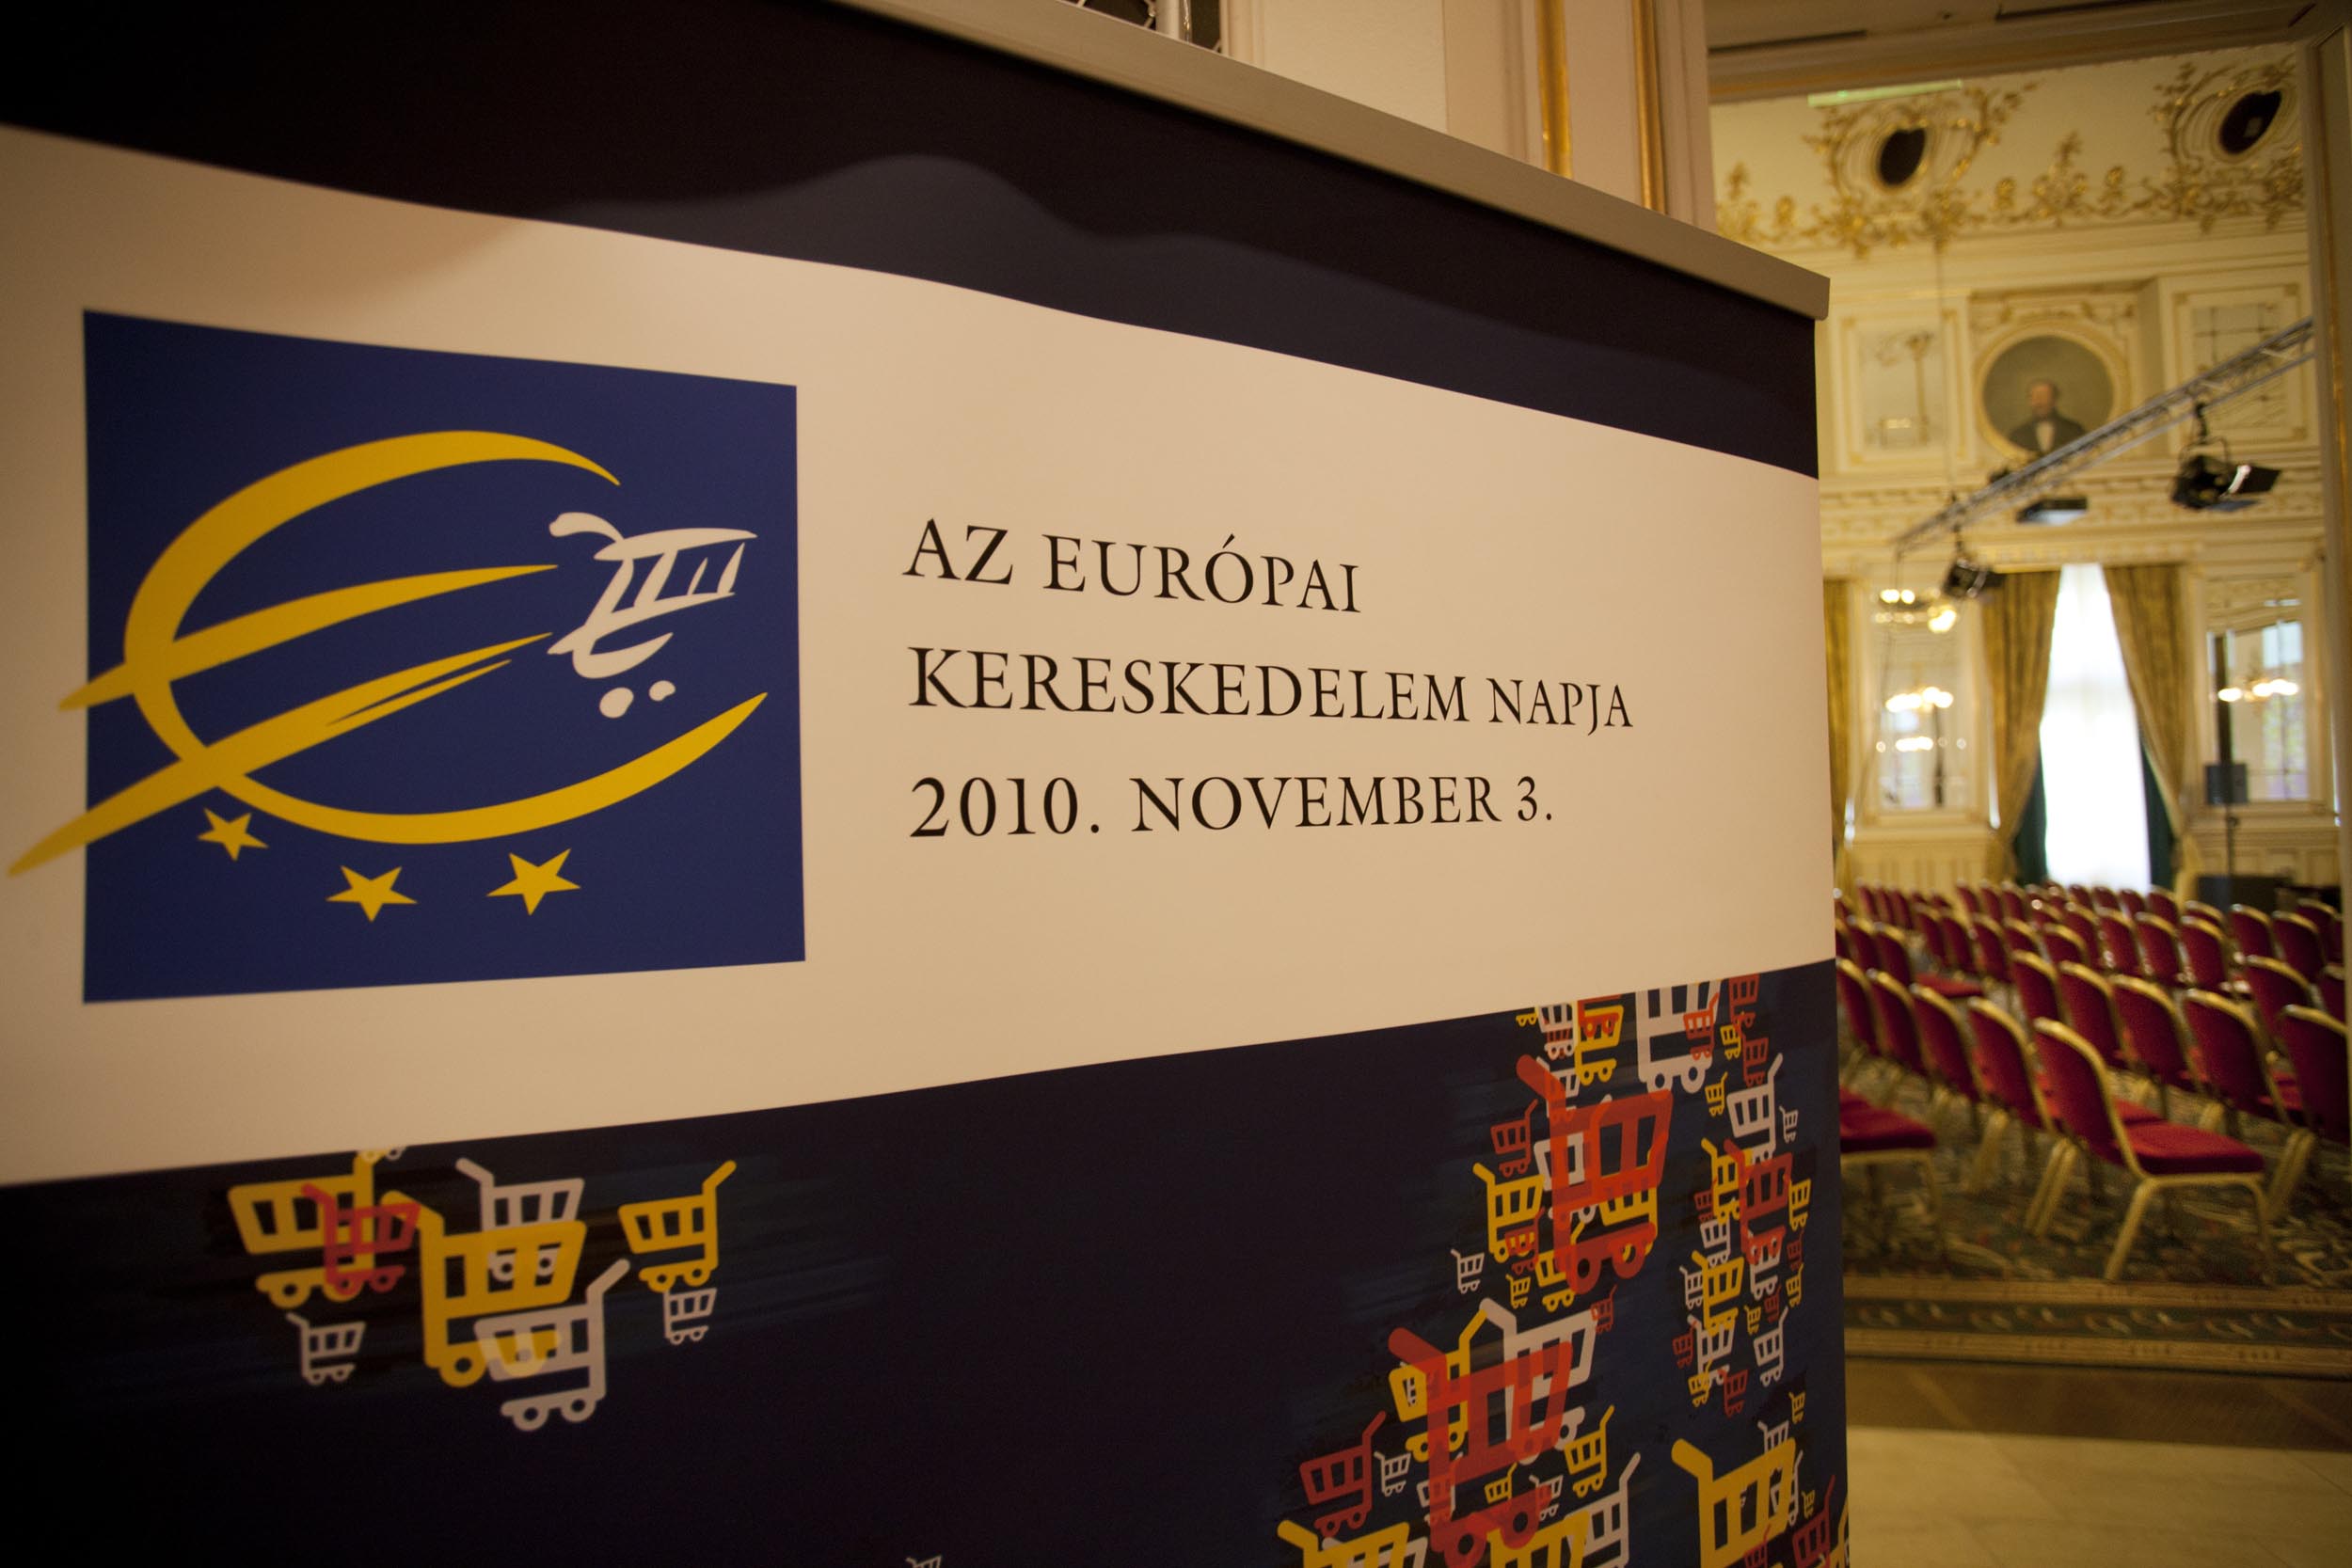 AZ EURÓPAI
KERESKEDELEM NAPJA
2010. NOVEMBER 3.